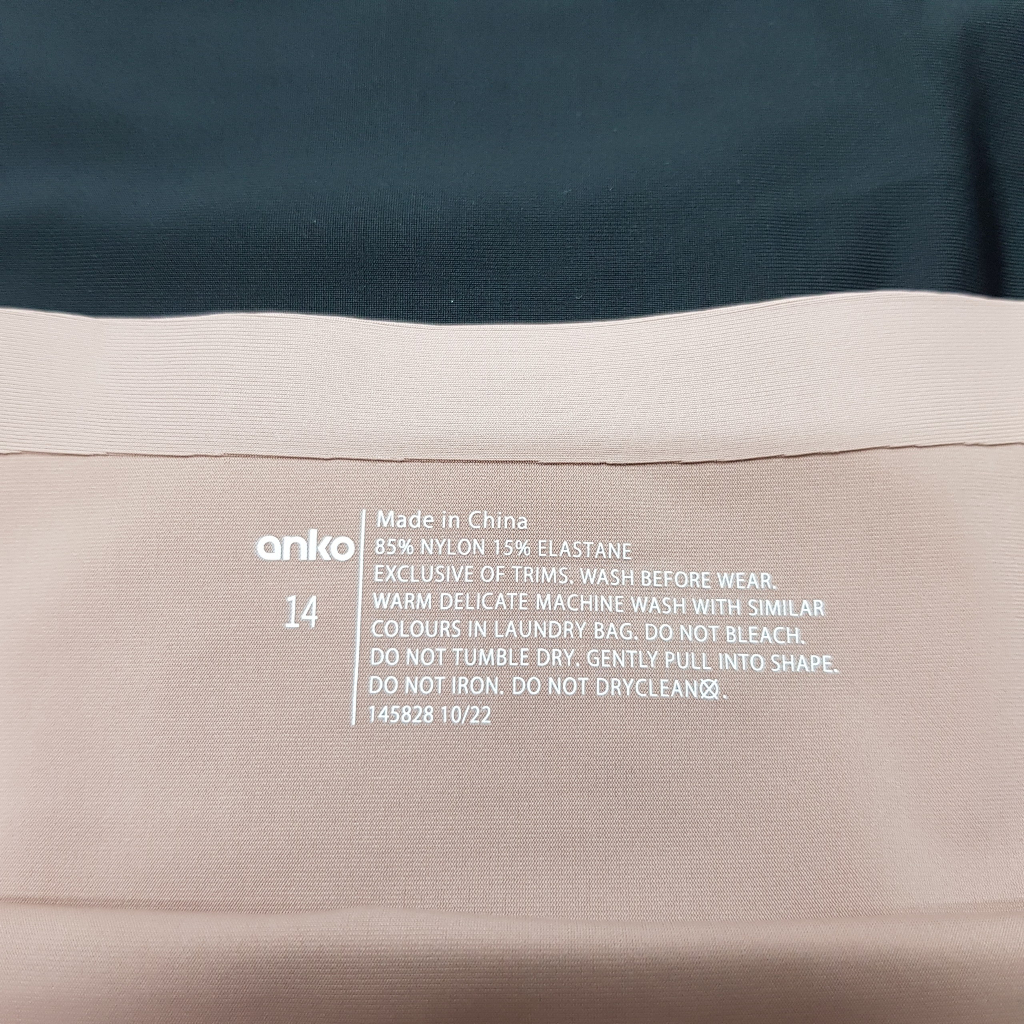 anko
14
Made in China
85% NYLON 15% ELASTANE
EXCLUSIVE OF TRIMS. WASH BEFORE WEAR.
WARM DELICATE MACHINE WASH WITH SIMILAR
COLOURS IN LAUNDRY BAG. DO NOT BLEACH.
DO NOT TUMBLE DRY. GENTLY PULL INTO SHAPE.
DO NOT IRON. DO NOT DRYCLEAN.
145828 10/22